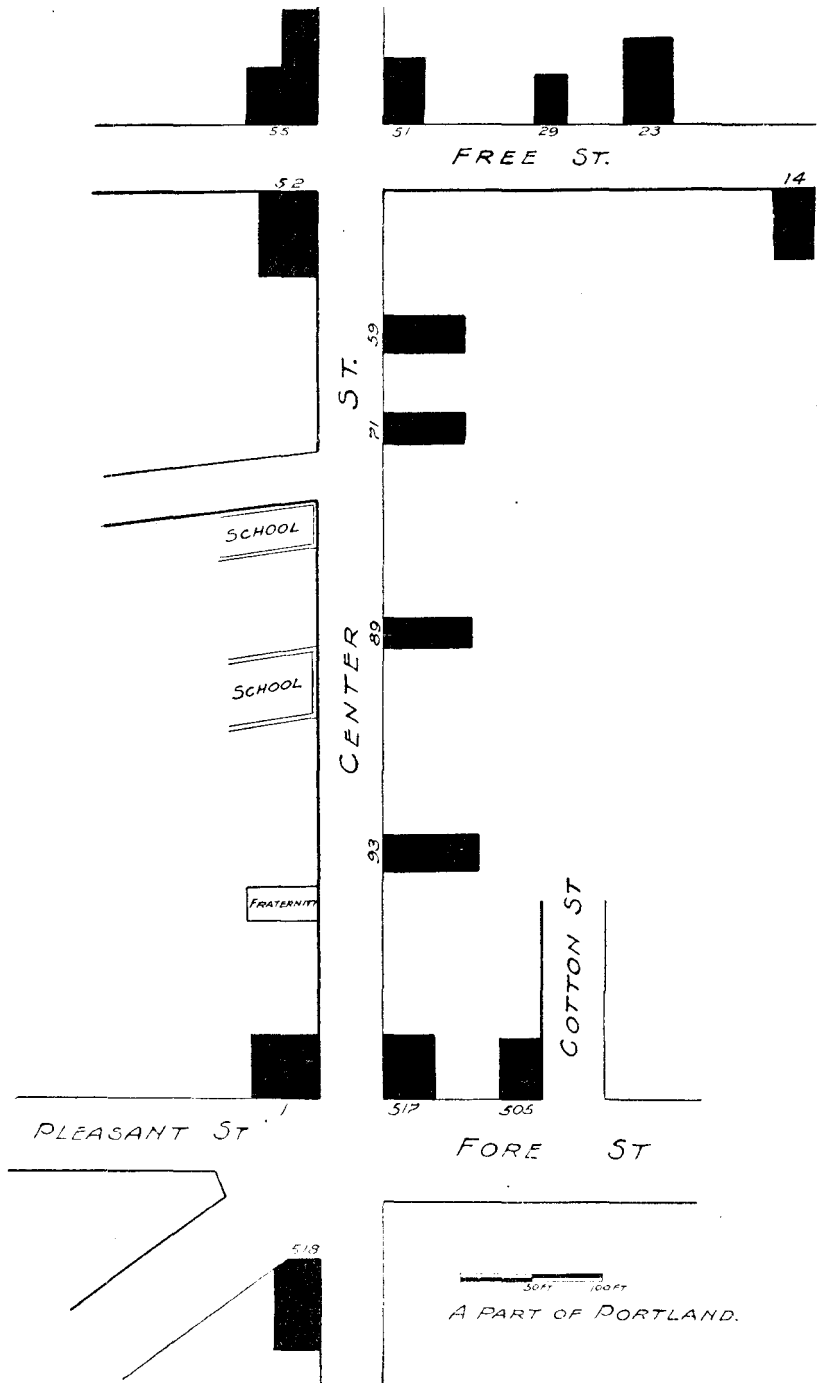 55
51
29
23
FREE ST.
52
14
59
ST.
71
SCHOOL
89
SCHOOL
CENTER
93
FRATERNITY
COTTON ST
1
517
505
PLEASANT ST
FORE ST
518
50FT 100FT
A PART OF PORTLAND.